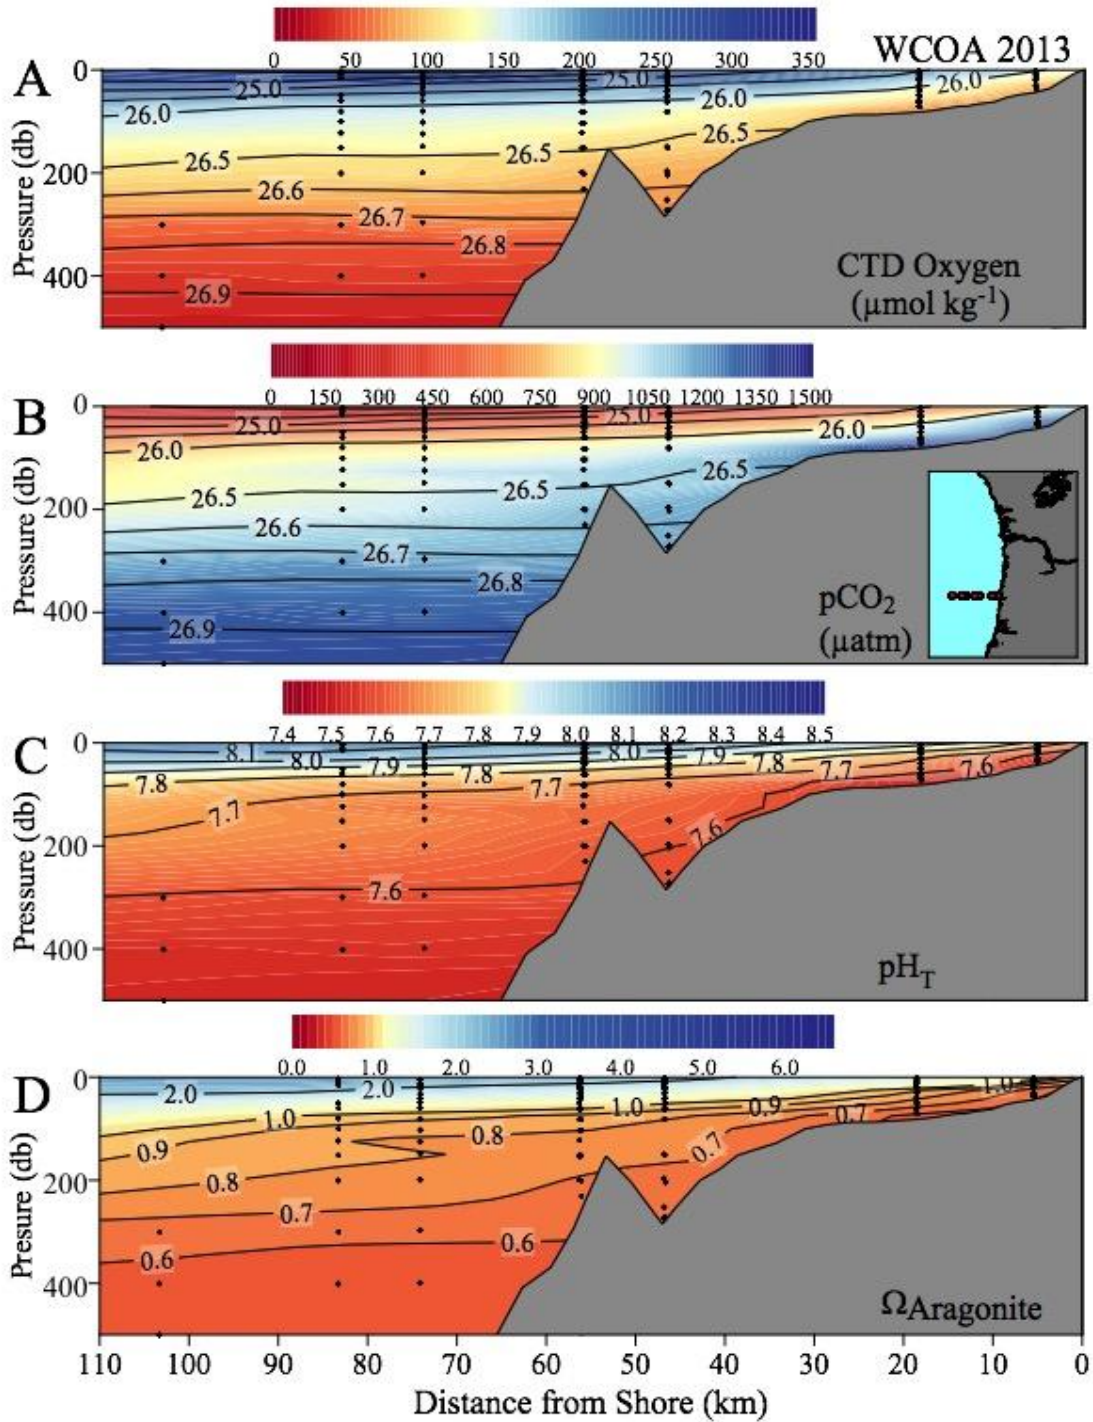 0 50 100 150 200 250 300 350
WCOA 2013
A
Pressure (db)
0
200
400
25.0 25.0 26.0
26.0 26.0
26.5 26.5 26.5
26.6
26.7
26.8
26.9
CTD Oxygen
(μmol kg⁻¹)
0 150 300 450 600 750 900 1050 1200 1350 1500
B
Pressure (db)
0
200
400
25.0 25.0
26.0 26.0
26.5 26.5 26.5
26.6
26.7
26.8
26.9
pCO₂
(μatm)
7.4 7.5 7.6 7.7 7.8 7.9 8.0 8.1 8.2 8.3 8.4 8.5
C
Pressure (db)
0
200
400
8.1 8.0 7.9 7.8 8.0 7.9 7.8 7.7 7.6
7.8 7.7
7.7 7.6
7.6
pH_T
0.0 1.0 2.0 3.0 4.0 5.0 6.0
D
Presure (db)
0
200
400
2.0 2.0 1.0
1.0 1.0 0.9 0.7
0.9 0.8 0.7
0.8
0.7
0.6 0.6
ΩAragonite
110 100 90 80 70 60 50 40 30 20 10 0
Distance from Shore (km)